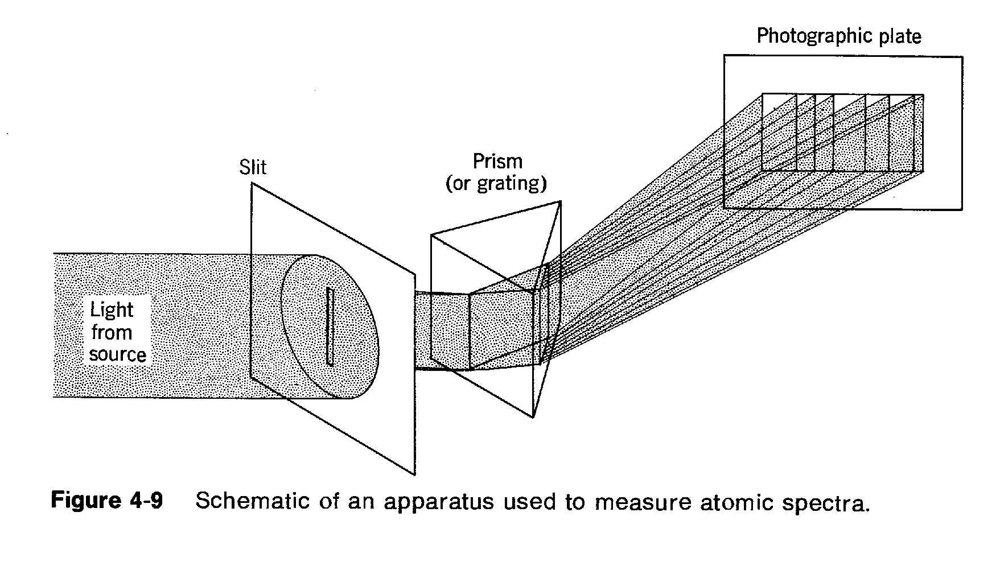 Photographic plate
Slit
Prism
(or grating)
Light
from
source
Figure 4-9 Schematic of an apparatus used to measure atomic spectra.